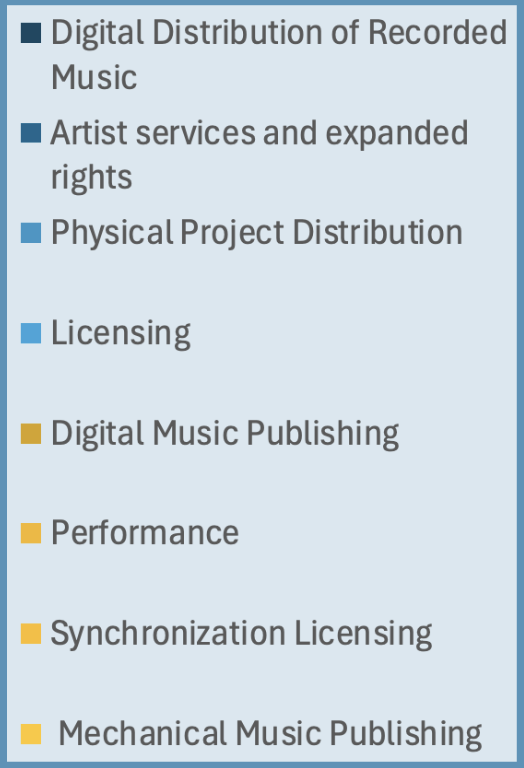 Digital Distribution of Recorded
Music
Artist services and expanded
rights
Physical Project Distribution
Licensing
Digital Music Publishing
Performance
Synchronization Licensing
Mechanical Music Publishing